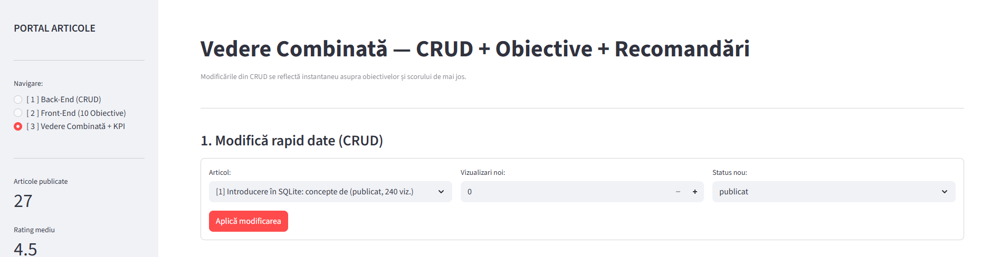 PORTAL ARTICOLE
Navigare:
[ 1 ] Back-End (CRUD)
[ 2 ] Front-End (10 Obiective)
[ 3 ] Vedere Combinată + KPI
Articole publicate
27
Rating mediu
4.5
Vedere Combinată — CRUD + Obiective + Recomandări
Modificările din CRUD se reflectă instantaneu asupra obiectivelor și scorului de mai jos.
1. Modifică rapid date (CRUD)
Articol:
[1] Introducere în SQLite: concepte de (publicat, 240 viz.)
Vizualizari noi:
0
Status nou:
publicat
Aplică modificarea